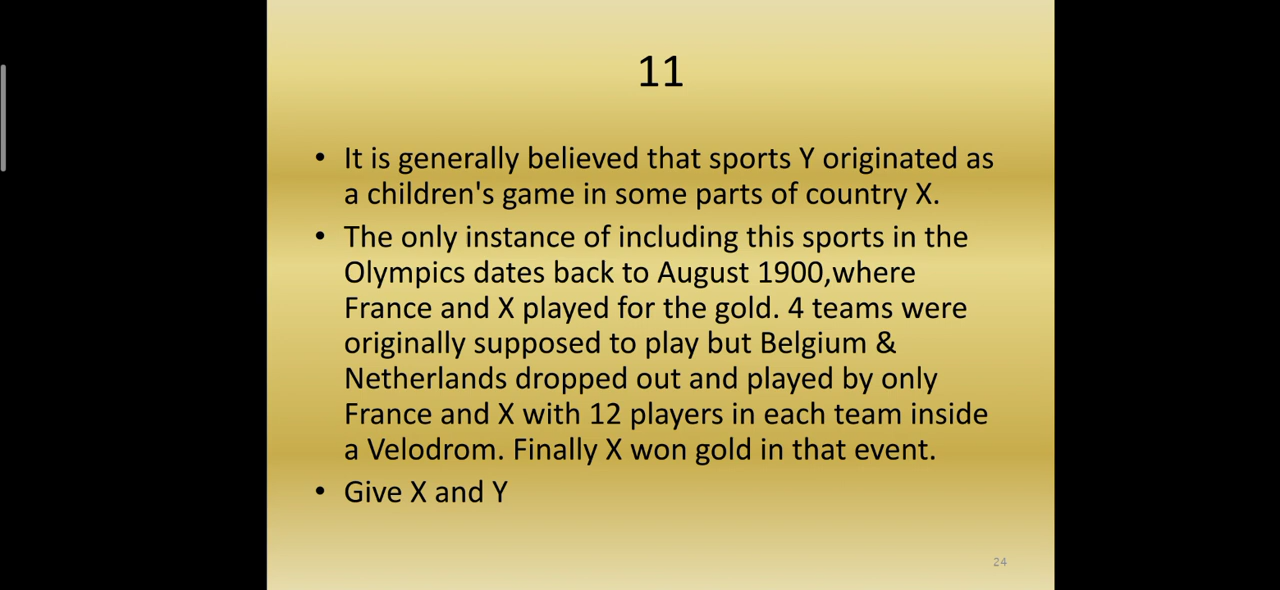 11
• It is generally believed that sports Y originated as
a children's game in some parts of country X.
• The only instance of including this sports in the
Olympics dates back to August 1900,where
France and X played for the gold. 4 teams were
originally supposed to play but Belgium &
Netherlands dropped out and played by only
France and X with 12 players in each team inside
a Velodrom. Finally X won gold in that event.
• Give X and Y
24